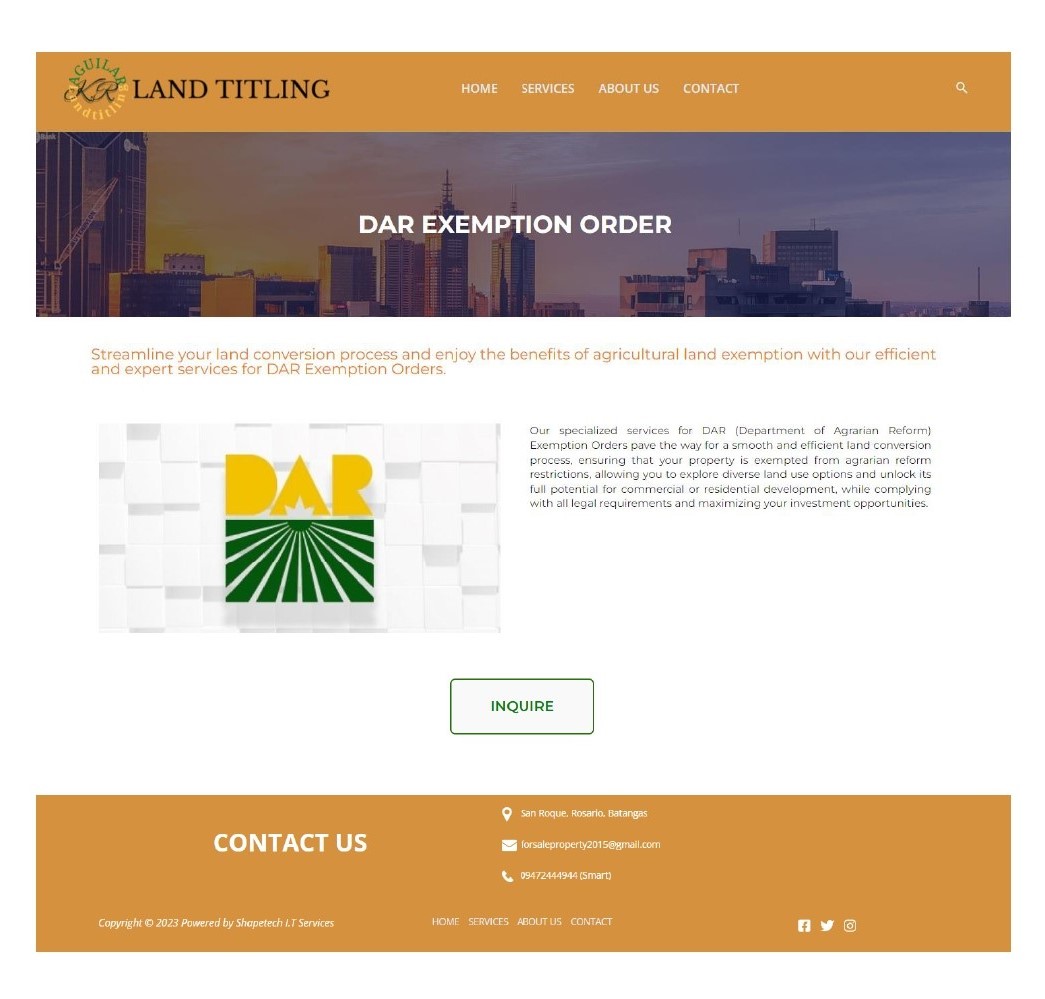 AGUILAR
KR
Landtitling
LAND TITLING
HOME SERVICES ABOUT US CONTACT
Bank
DAR EXEMPTION ORDER
Streamline your land conversion process and enjoy the benefits of agricultural land exemption with our efficient
and expert services for DAR Exemption Orders.
DAR
Our specialized services for DAR (Department of Agrarian Reform)
Exemption Orders pave the way for a smooth and efficient land conversion
process, ensuring that your property is exempted from agrarian reform
restrictions, allowing you to explore diverse land use options and unlock its
full potential for commercial or residential development, while complying
with all legal requirements and maximizing your investment opportunities.
INQUIRE
CONTACT US
San Roque, Rosario, Batangas
forsaleproperty2015@gmail.com
09472444944 (Smart)
Copyright © 2023 Powered by Shapetech I.T Services
HOME SERVICES ABOUT US CONTACT